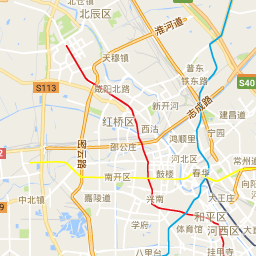 北仓镇
北辰区
淮河道
天穆镇
普东
铁东路
S113
咸阳北路
S40
新开河
志成路
建昌道
红桥区
西沽
宁园
鸿顺里
邵公庄
河北区
常州道
2
南开区
鼓楼
春华
向阳
嘉陵道
兴南
大王庄
中北
学府
和平区
体育馆
河西区
八里台
挂甲寺